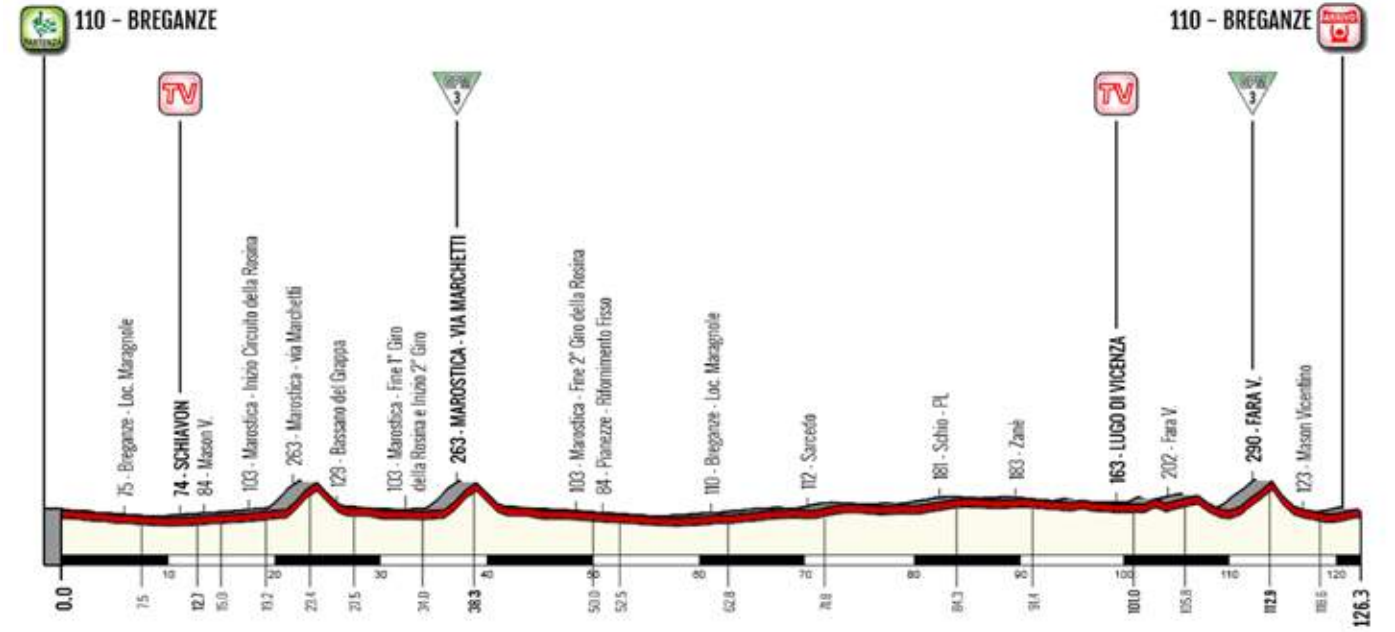 110 - BREGANZE
110 - BREGANZE
PARTENZA
ARRIVO
TV
3
TV
3
75 - Breganze - Loc. Maragnole
74 - SCHIAVON
84 - Mason V.
103 - Marostica - Inizio Circuito della Rosina
263 - Marostica - via Marchetti
129 - Bassano del Grappa
103 - Marostica - Fine 1° Giro
della Rosina e Inizio 2° Giro
263 - MAROSTICA - VIA MARCHETTI
103 - Marostica - Fine 2° Giro della Rosina
84 - Pianezze - Rifornimento Fisso
110 - Breganze - Loc. Maragnole
112 - Sarcedo
181 - Schio - PL
183 - Zanè
163 - LUGO DI VICENZA
202 - Fara V.
290 - FARA V.
123 - Mason Vicentino
10
20
30
40
50
60
70
80
90
100
110
120
0.0
7.5
12.7
15.0
19.2
23.4
27.5
34.0
38.3
50.0
52.5
62.8
71.8
84.3
91.4
101.0
105.8
112.9
118.6
126.3